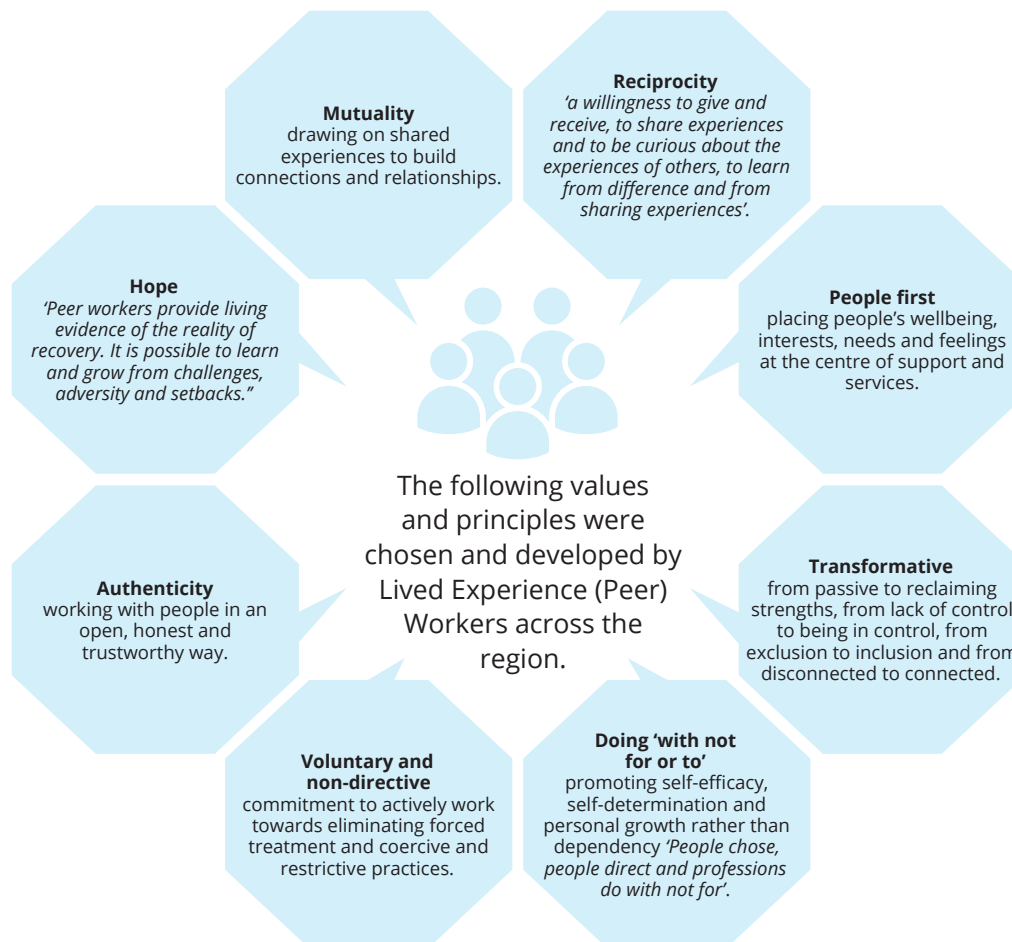 Mutuality
drawing on shared
experiences to build
connections and relationships.
Reciprocity
‘a willingness to give and
receive, to share experiences
and to be curious about the
experiences of others, to learn
from difference and from
sharing experiences’.
Hope
‘Peer workers provide living
evidence of the reality of
recovery. It is possible to learn
and grow from challenges,
adversity and setbacks.”
People first
placing people’s wellbeing,
interests, needs and feelings
at the centre of support and
services.
The following values
and principles were
chosen and developed by
Lived Experience (Peer)
Workers across the
region.
Authenticity
working with people in an
open, honest and
trustworthy way.
Transformative
from passive to reclaiming
strengths, from lack of control
to being in control, from
exclusion to inclusion and from
disconnected to connected.
Voluntary and
non-directive
commitment to actively work
towards eliminating forced
treatment and coercive and
restrictive practices.
Doing ‘with not
for or to’
promoting self-efficacy,
self-determination and
personal growth rather than
dependency ‘People chose,
people direct and professions
do with not for’.